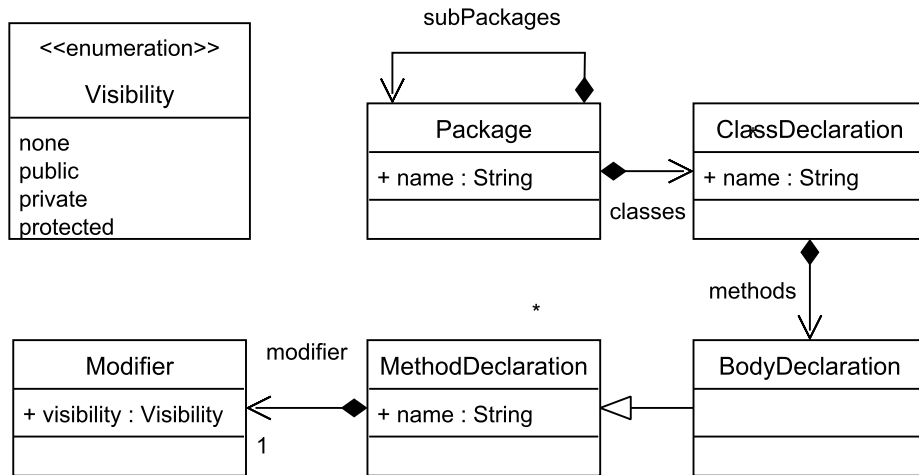 subPackages
<<enumeration>>
Visibility
none
public
private
protected
Package
+ name : String
classes
ClassDeclaration
*
+ name : String
methods
*
modifier
Modifier
+ visibility : Visibility
1
MethodDeclaration
+ name : String
BodyDeclaration